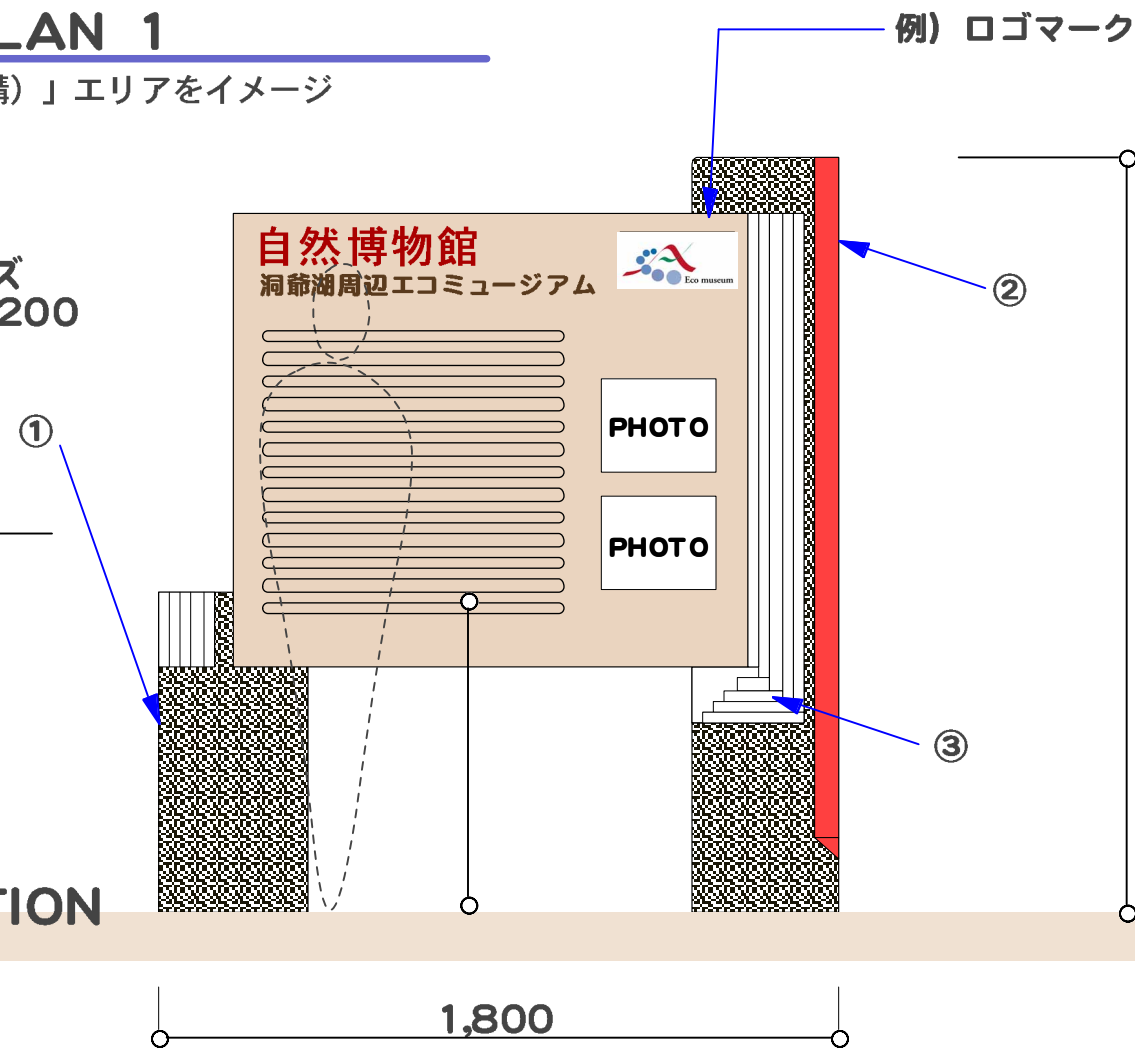 LAN 1
例）ロゴマーク
）」エリアをイメージ
自然博物館
洞爺湖周辺エコミュージアム
Eco museum
ズ
200
②
①
PHOTO
PHOTO
③
TION
1,800